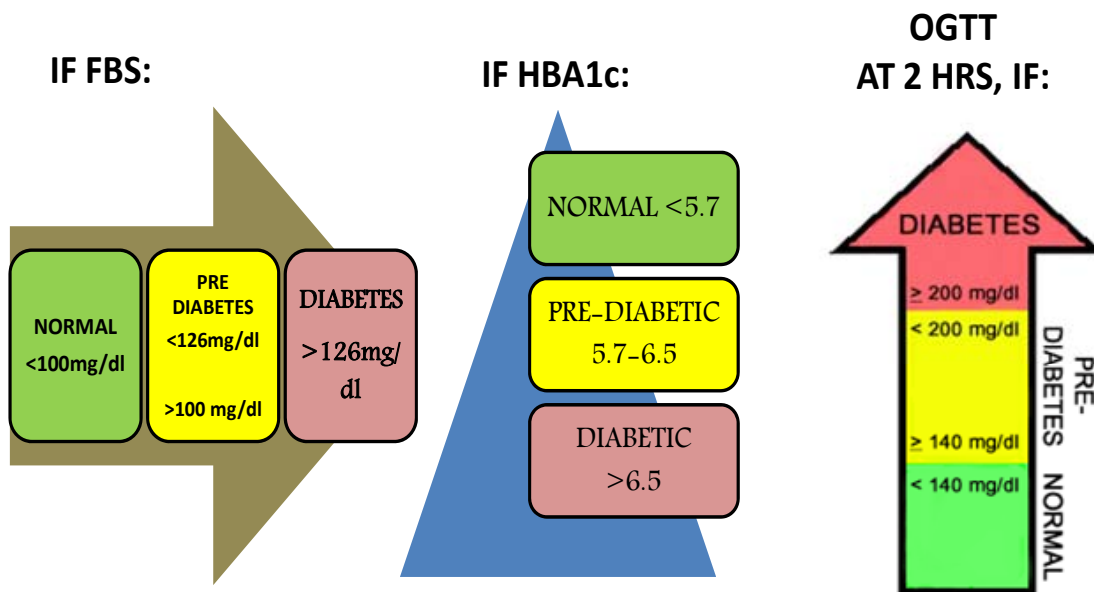 IF FBS:
NORMAL
<100mg/dl
PRE
DIABETES
<126mg/dl
>100 mg/dl
DIABETES
>126mg/
dl
IF HBA1c:
NORMAL <5.7
PRE-DIABETIC
5.7-6.5
DIABETIC
>6.5
OGTT
AT 2 HRS, IF:
DIABETES
≥ 200 mg/dl
< 200 mg/dl
≥ 140 mg/dl
< 140 mg/dl
PRE-
DIABETES
NORMAL